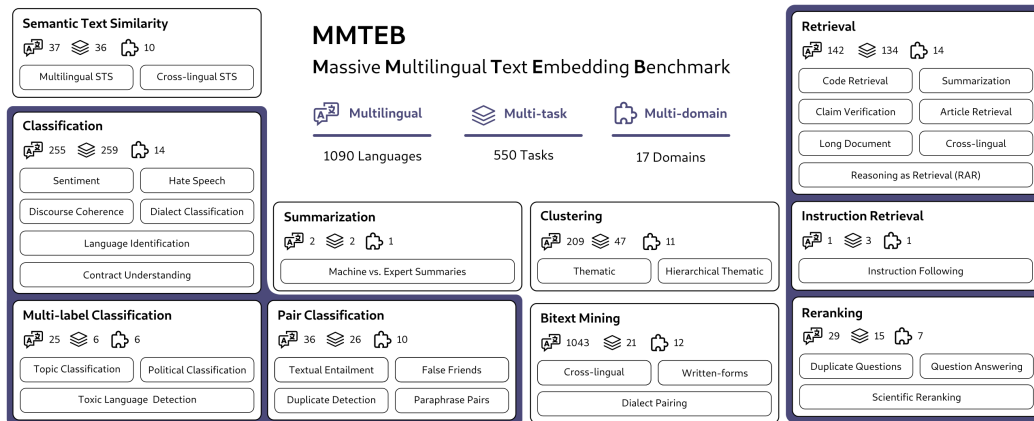 Semantic Text Similarity
37 36 10
Multilingual STS Cross-lingual STS
Classification
255 259 14
Sentiment Hate Speech
Discourse Coherence Dialect Classification
Language Identification
Contract Understanding
Multi-label Classification
25 6 6
Topic Classification Political Classification
Toxic Language Detection
MMTEB
Massive Multilingual Text Embedding Benchmark
Multilingual Multi-task Multi-domain
1090 Languages 550 Tasks 17 Domains
Summarization
2 2 1
Machine vs. Expert Summaries
Pair Classification
36 26 10
Textual Entailment False Friends
Duplicate Detection Paraphrase Pairs
Clustering
209 47 11
Thematic Hierarchical Thematic
Bitext Mining
1043 21 12
Cross-lingual Written-forms
Dialect Pairing
Retrieval
142 134 14
Code Retrieval Summarization
Claim Verification Article Retrieval
Long Document Cross-lingual
Reasoning as Retrieval (RAR)
Instruction Retrieval
1 3 1
Instruction Following
Reranking
29 15 7
Duplicate Questions Question Answering
Scientific Reranking